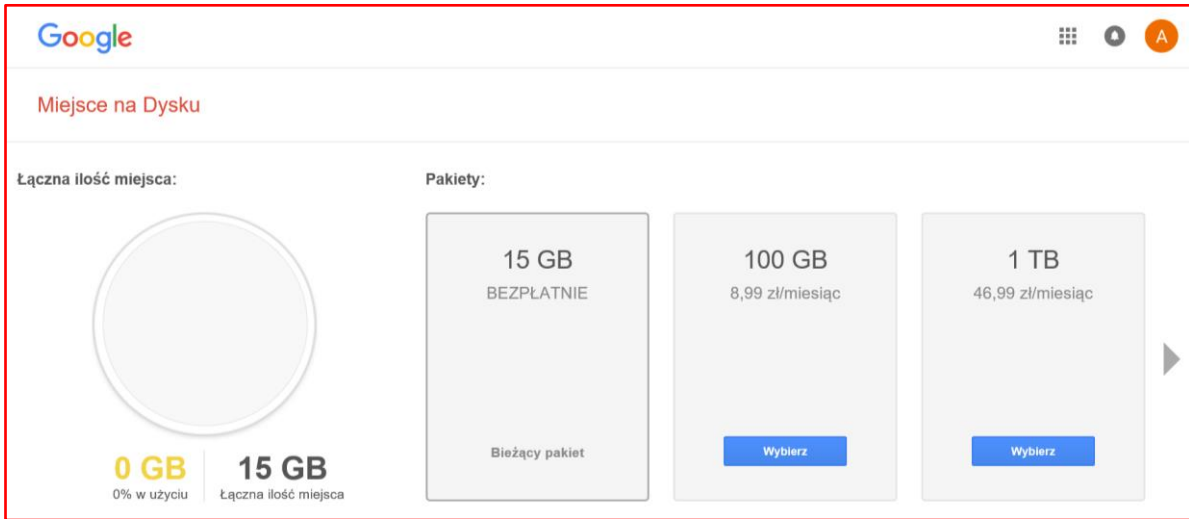 Google
A
Miejsce na Dysku
Łączna ilość miejsca:
0 GB
0% w użyciu
15 GB
Łączna ilość miejsca
Pakiety:
15 GB
BEZPŁATNIE
Bieżący pakiet
100 GB
8,99 zł/miesiąc
Wybierz
1 TB
46,99 zł/miesiąc
Wybierz